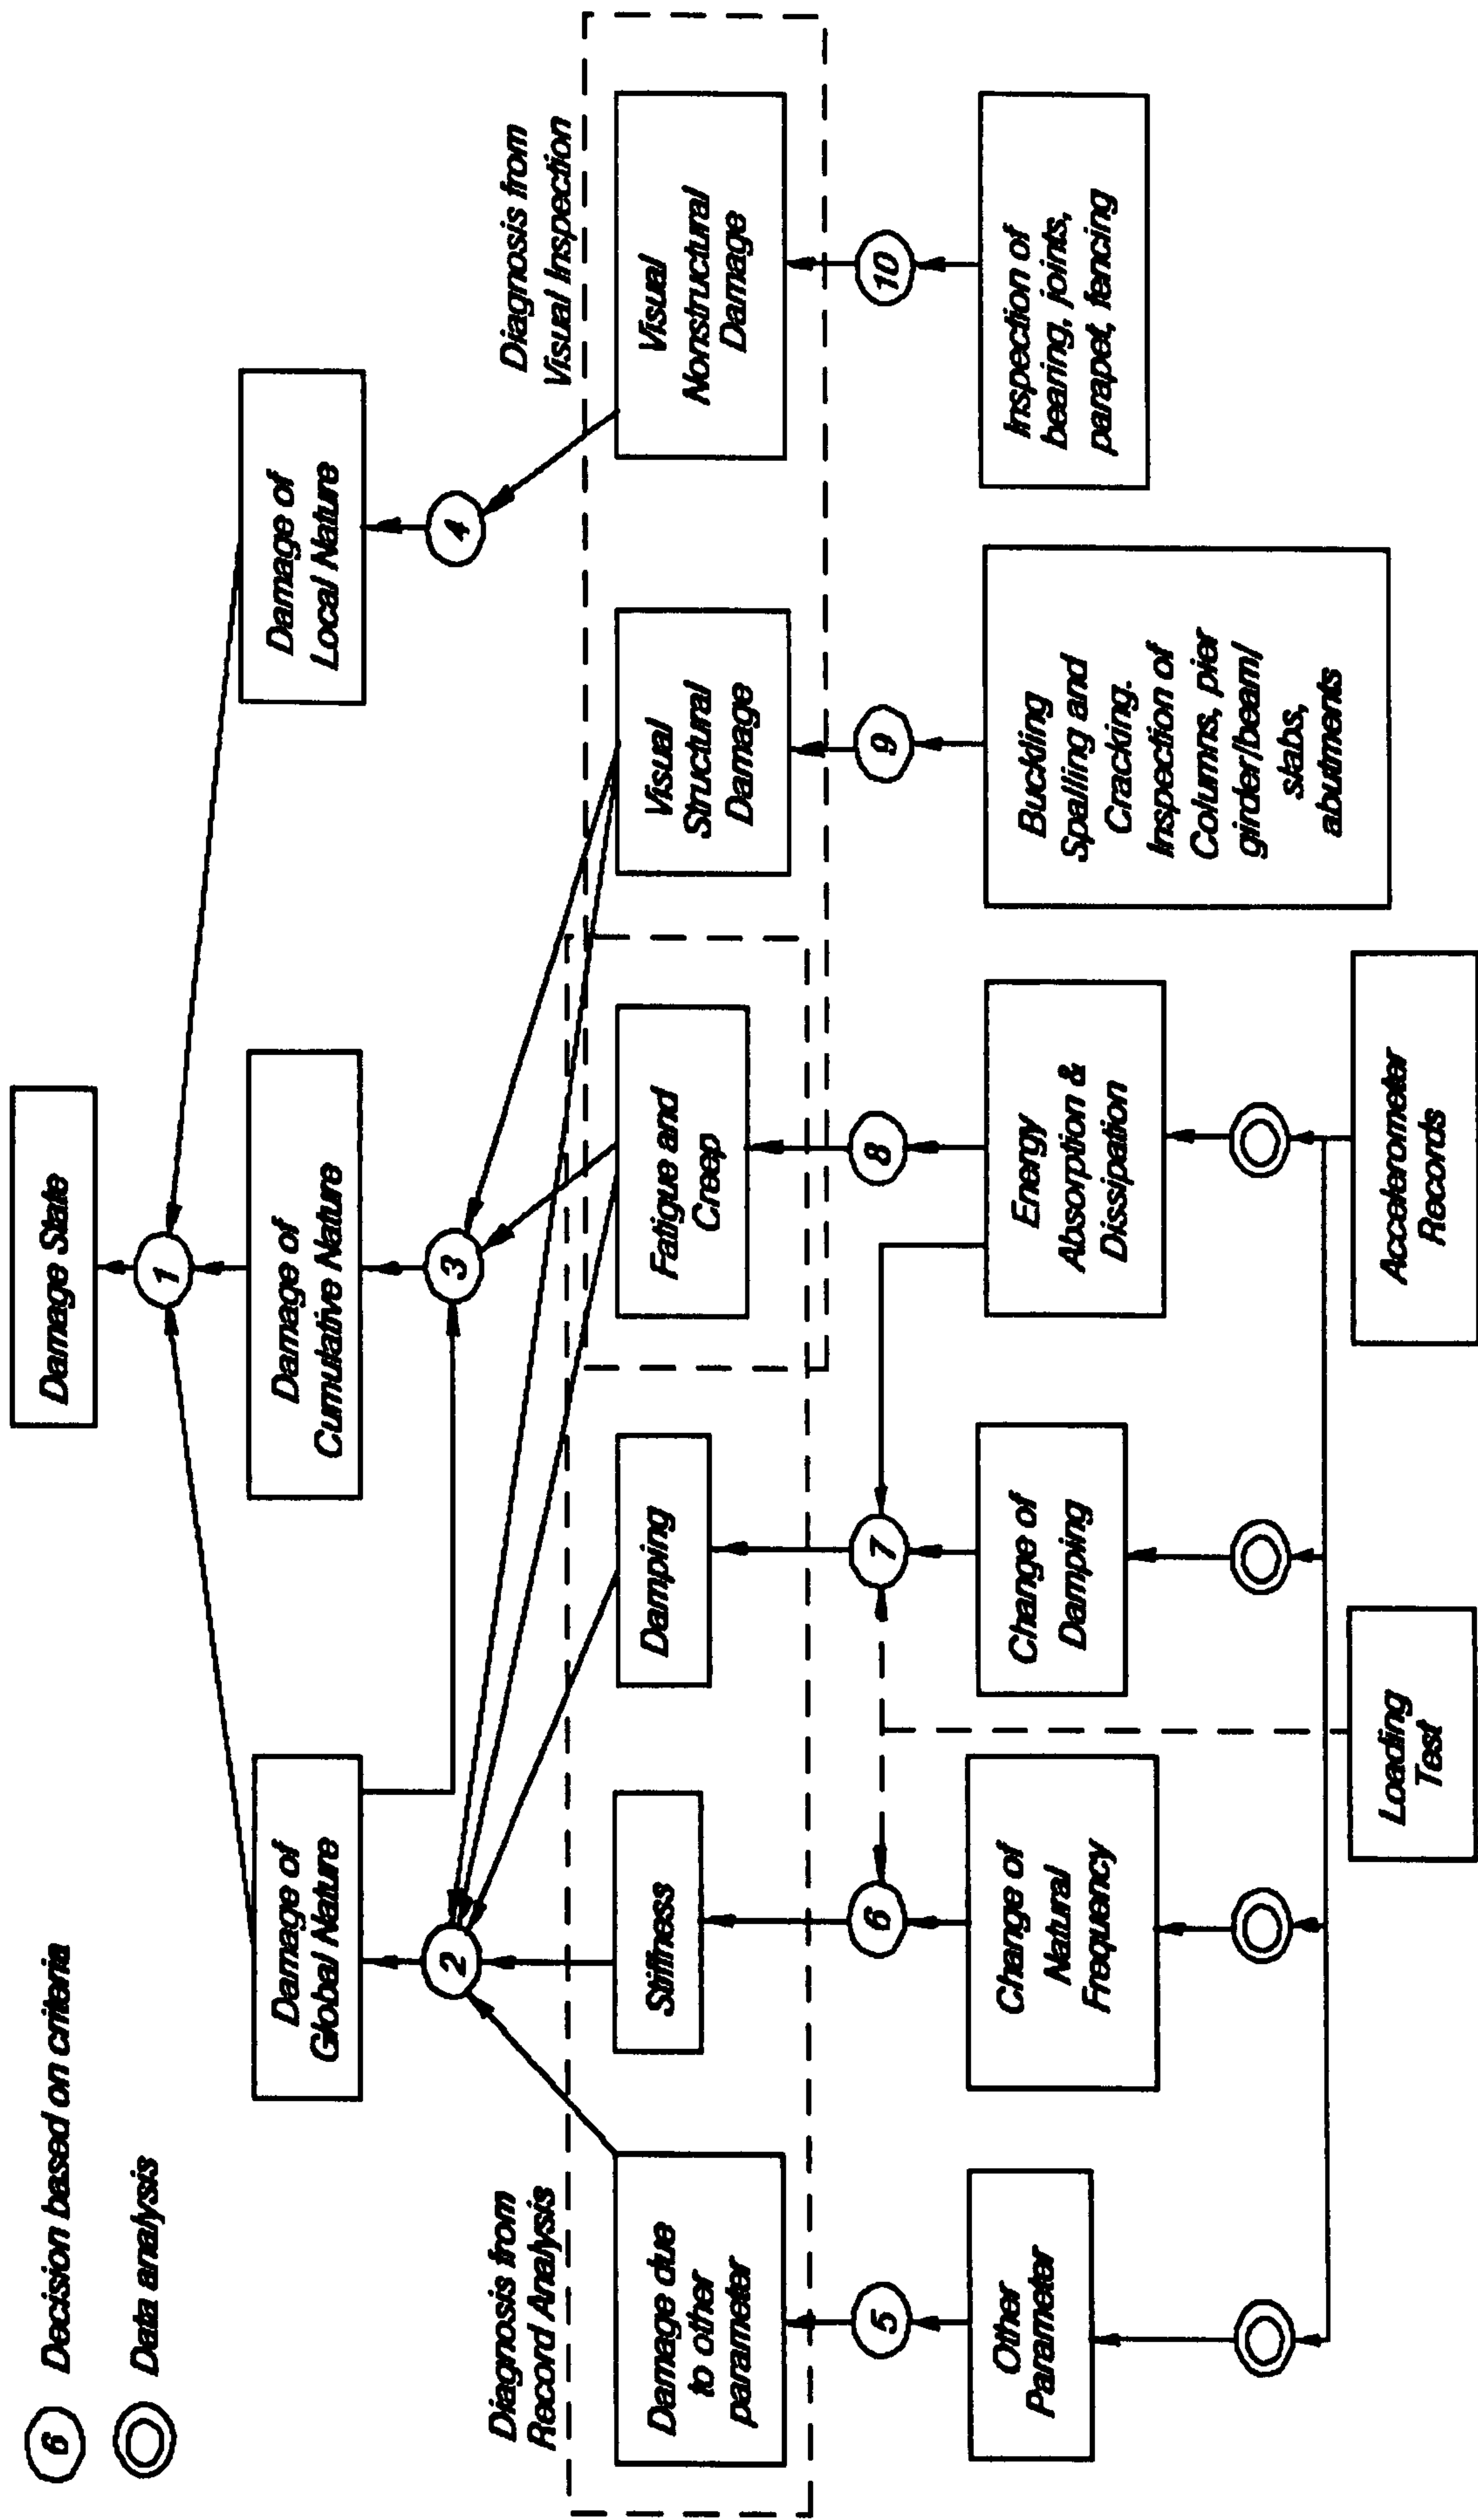 6 Decision based on criteria
Data analysis
Damage State
1
Damage of
Global Nature
Damage of
Cumulative Nature
Damage of
Local Nature
2
3
4
Diagnosis from
Record Analysis
Diagnosis from
Visual Inspection
Damage due
to other
parameter
Stiffness
Damping
Fatique and
Creep
Visual
Structural
Damage
Visual
Nonstructural
Damage
5
6
7
8
9
10
Other
Parameter
Change of
Natural
Frequency
Change of
Damping
Energy
Absorption &
Dissipation
Buckling
Spalling and
Cracking.
Inspection of
Columns, pier
girder/beam/
slabs,
abutments
Inspection of
bearing, joints,
parapet, fencing
Loading
Test
Accelerometer
Records